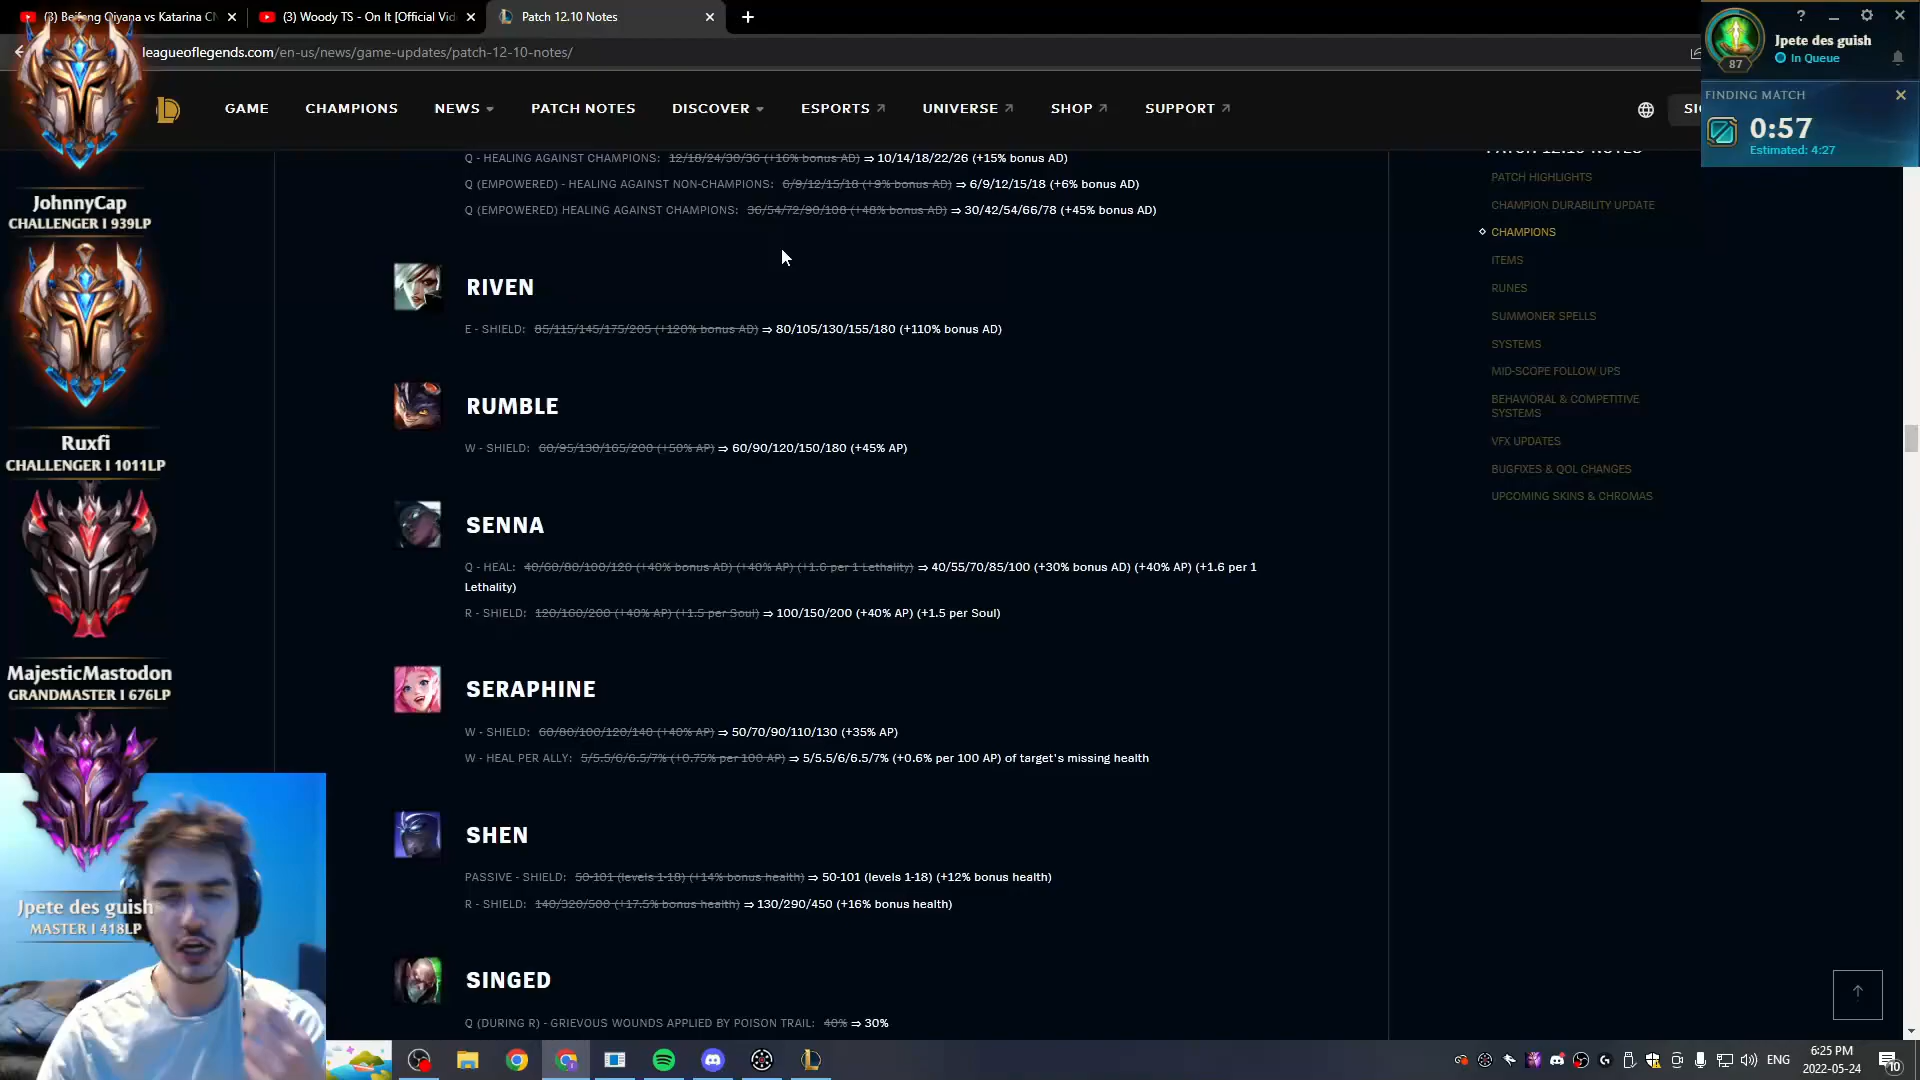 (3) Beifeng Qiyana vs Katarina CN
(3) Woody TS - On It [Official Vid
Patch 12.10 Notes
leagueoflegends.com/en-us/news/game-updates/patch-12-10-notes/
GAME
CHAMPIONS
NEWS
PATCH NOTES
DISCOVER
ESPORTS
UNIVERSE
SHOP
SUPPORT
Jpete des guish
87
In Queue
FINDING MATCH
0:57
Estimated: 4:27
JohnnyCap
CHALLENGER I 939LP
Ruxfi
CHALLENGER I 1011LP
MajesticMastodon
GRANDMASTER I 676LP
Jpete des guish
MASTER I 418LP
Q - HEALING AGAINST CHAMPIONS: 12/18/24/30/36 (+16% bonus AD) ⇒ 10/14/18/22/26 (+15% bonus AD)
Q (EMPOWERED) - HEALING AGAINST NON-CHAMPIONS: 6/9/12/15/18 (+9% bonus AD) ⇒ 6/9/12/15/18 (+6% bonus AD)
Q (EMPOWERED) HEALING AGAINST CHAMPIONS: 36/54/72/90/108 (+48% bonus AD) ⇒ 30/42/54/66/78 (+45% bonus AD)
RIVEN
E - SHIELD: 85/115/145/175/205 (+120% bonus AD) ⇒ 80/105/130/155/180 (+110% bonus AD)
RUMBLE
W - SHIELD: 60/95/130/165/200 (+50% AP) ⇒ 60/90/120/150/180 (+45% AP)
SENNA
Q - HEAL: 40/60/80/100/120 (+40% bonus AD) (+40% AP) (+1.6 per 1 Lethality) ⇒ 40/55/70/85/100 (+30% bonus AD) (+40% AP) (+1.6 per 1
Lethality)
R - SHIELD: 120/160/200 (+40% AP) (+1.5 per Soul) ⇒ 100/150/200 (+40% AP) (+1.5 per Soul)
SERAPHINE
W - SHIELD: 60/80/100/120/140 (+40% AP) ⇒ 50/70/90/110/130 (+35% AP)
W - HEAL PER ALLY: 5/5.5/6/6.5/7% (+0.75% per 100 AP) ⇒ 5/5.5/6/6.5/7% (+0.6% per 100 AP) of target's missing health
SHEN
PASSIVE - SHIELD: 50-101 (levels 1-18) (+14% bonus health) ⇒ 50-101 (levels 1-18) (+12% bonus health)
R - SHIELD: 140/320/500 (+17.5% bonus health) ⇒ 130/290/450 (+16% bonus health)
SINGED
Q (DURING R) - GRIEVOUS WOUNDS APPLIED BY POISON TRAIL: 40% ⇒ 30%
PATCH 12.10 NOTES
PATCH HIGHLIGHTS
CHAMPION DURABILITY UPDATE
CHAMPIONS
ITEMS
RUNES
SUMMONER SPELLS
SYSTEMS
MID-SCOPE FOLLOW UPS
BEHAVIORAL & COMPETITIVE
SYSTEMS
VFX UPDATES
BUGFIXES & QOL CHANGES
UPCOMING SKINS & CHROMAS
ENG
6:25 PM
2022-05-24
10